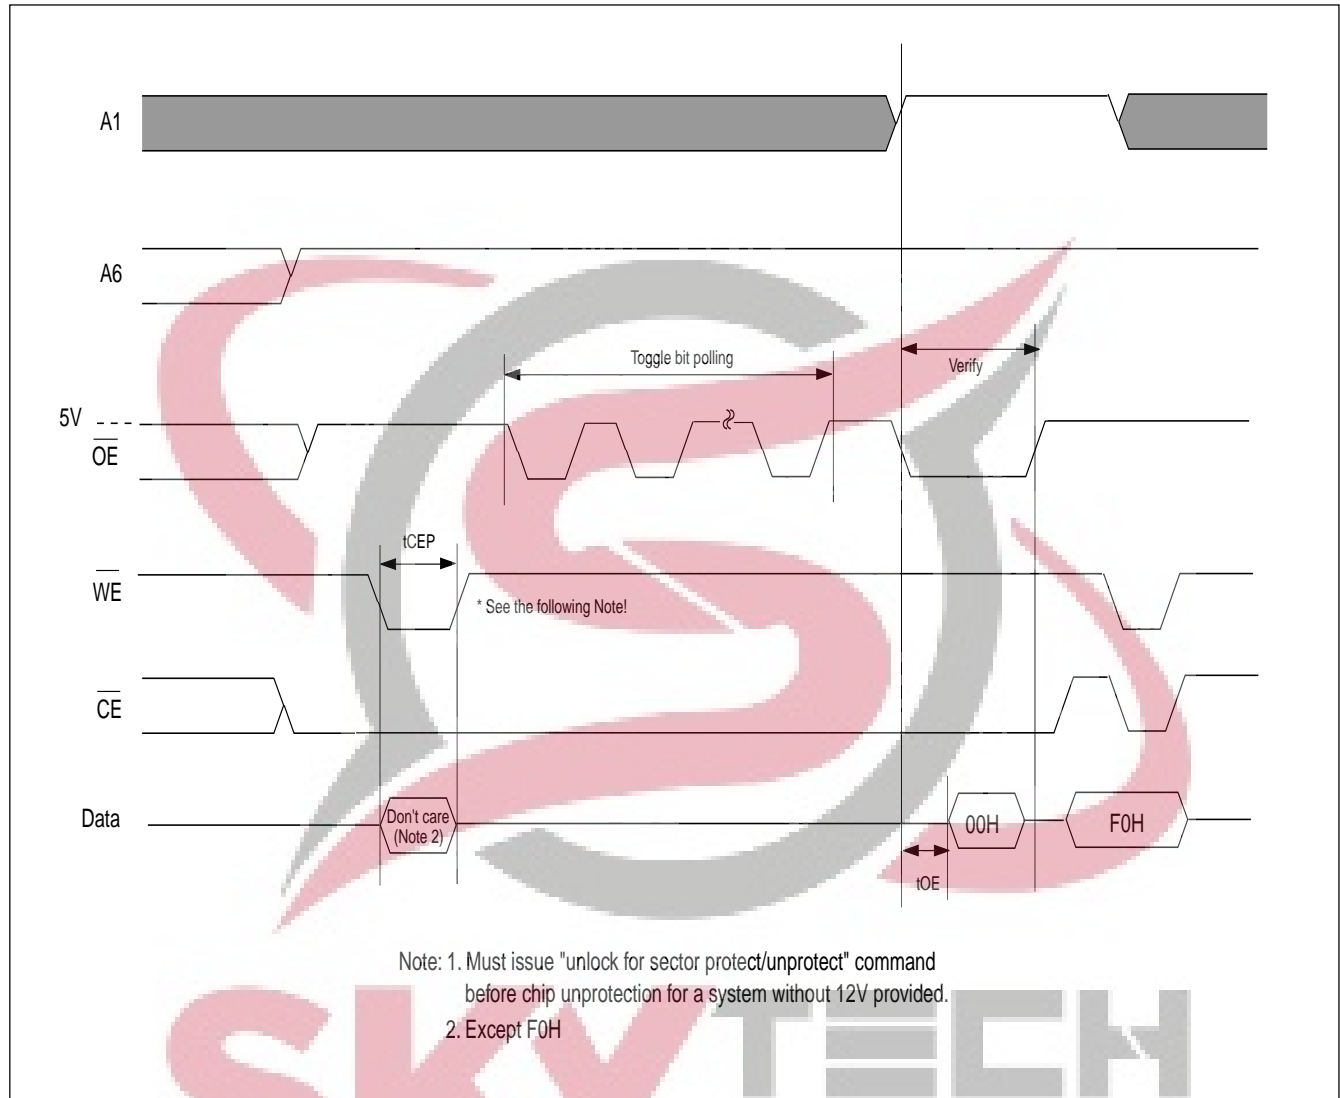 A1
A6
Toggle bit polling
Verify
5V
OE
tCEP
WE
* See the following Note!
CE
Data
Don't care
(Note 2)
00H
F0H
tOE
Note: 1. Must issue "unlock for sector protect/unprotect" command
before chip unprotection for a system without 12V provided.
2. Except F0H
SKYTECH